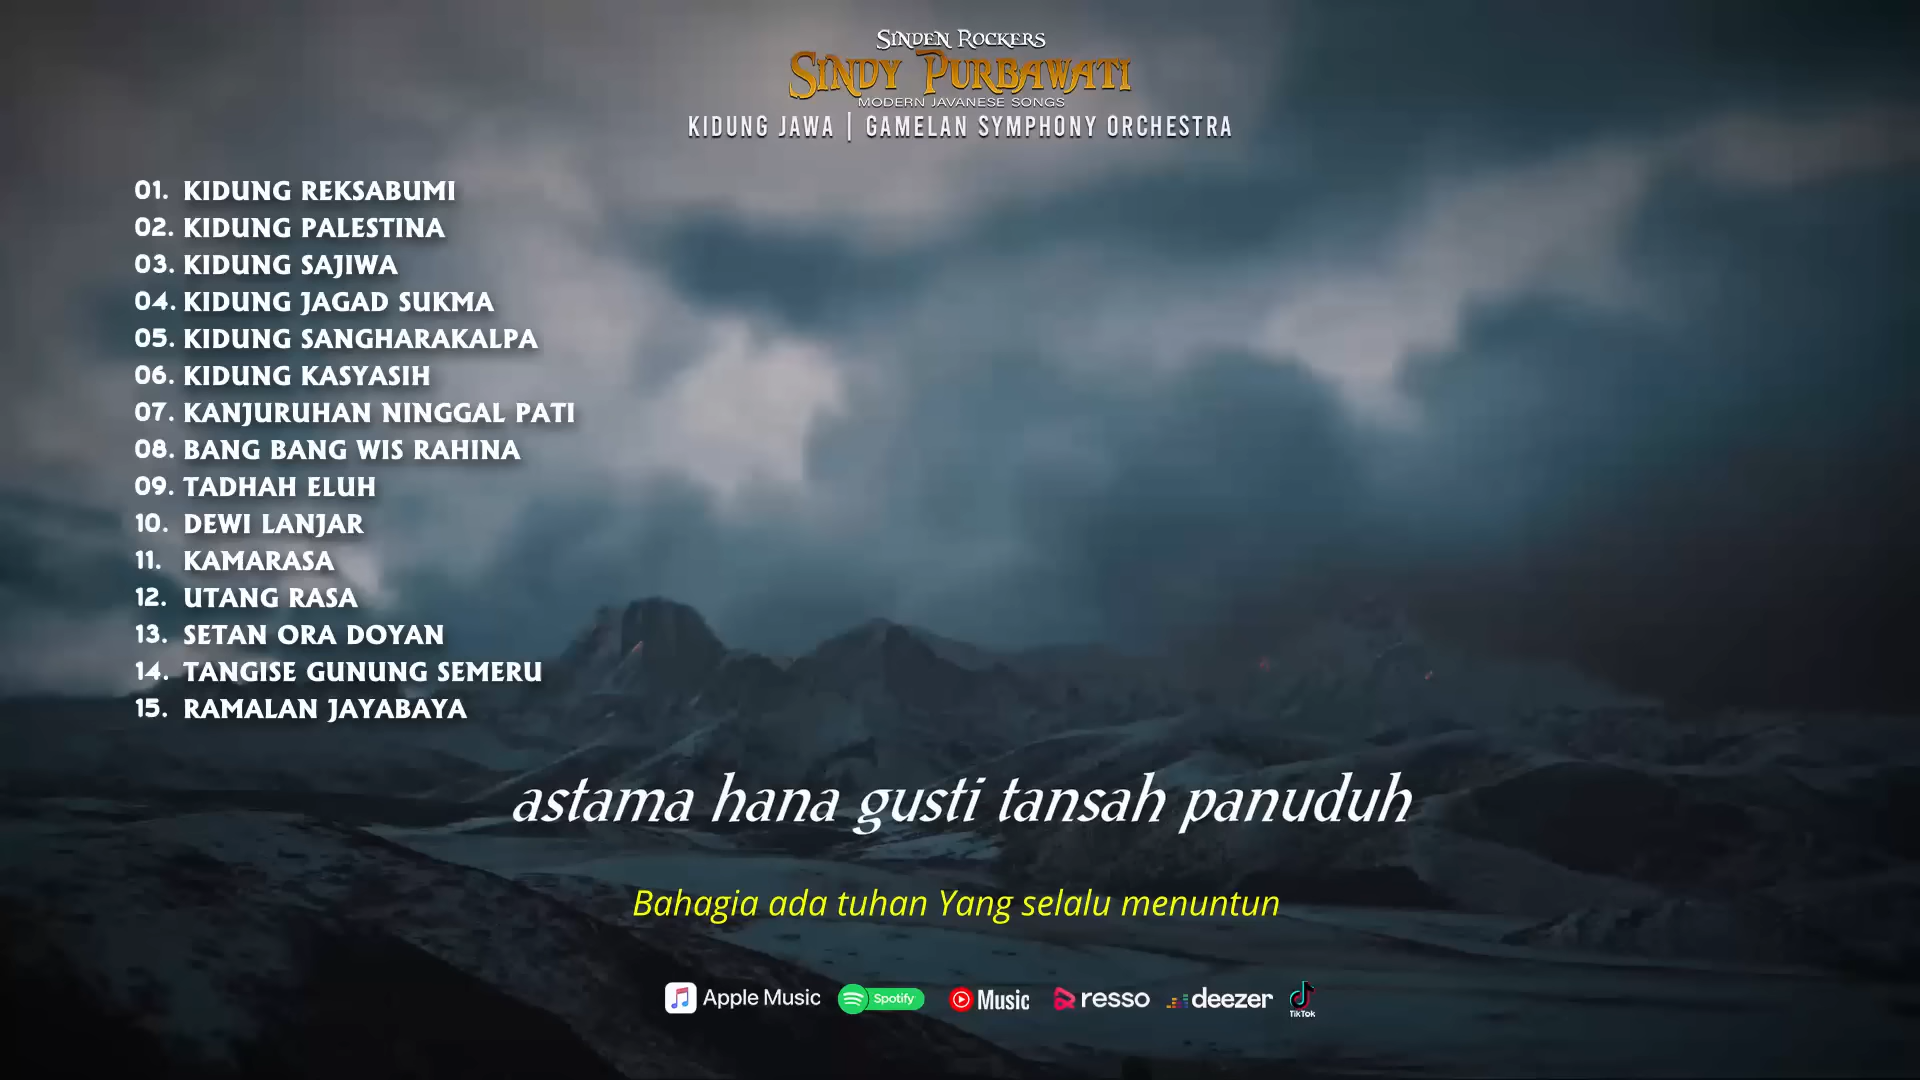 SINDEN ROCKERS
SINDY PURBAWATI
MODERN JAVANESE SONGS
KIDUNG JAWA | GAMELAN SYMPHONY ORCHESTRA
01. KIDUNG REKSABUMI
02. KIDUNG PALESTINA
03. KIDUNG SAJIWA
04. KIDUNG JAGAD SUKMA
05. KIDUNG SANGHARAKALPA
06. KIDUNG KASYASIH
07. KANJURUHAN NINGGAL PATI
08. BANG BANG WIS RAHINA
09. TADHAH ELUH
10. DEWI LANJAR
11. KAMARASA
12. UTANG RASA
13. SETAN ORA DOYAN
14. TANGISE GUNUNG SEMERU
15. RAMALAN JAYABAYA
astama hana gusti tansah panuduh
Bahagia ada tuhan Yang selalu menuntun
Apple Music Spotify Music resso deezer TikTok